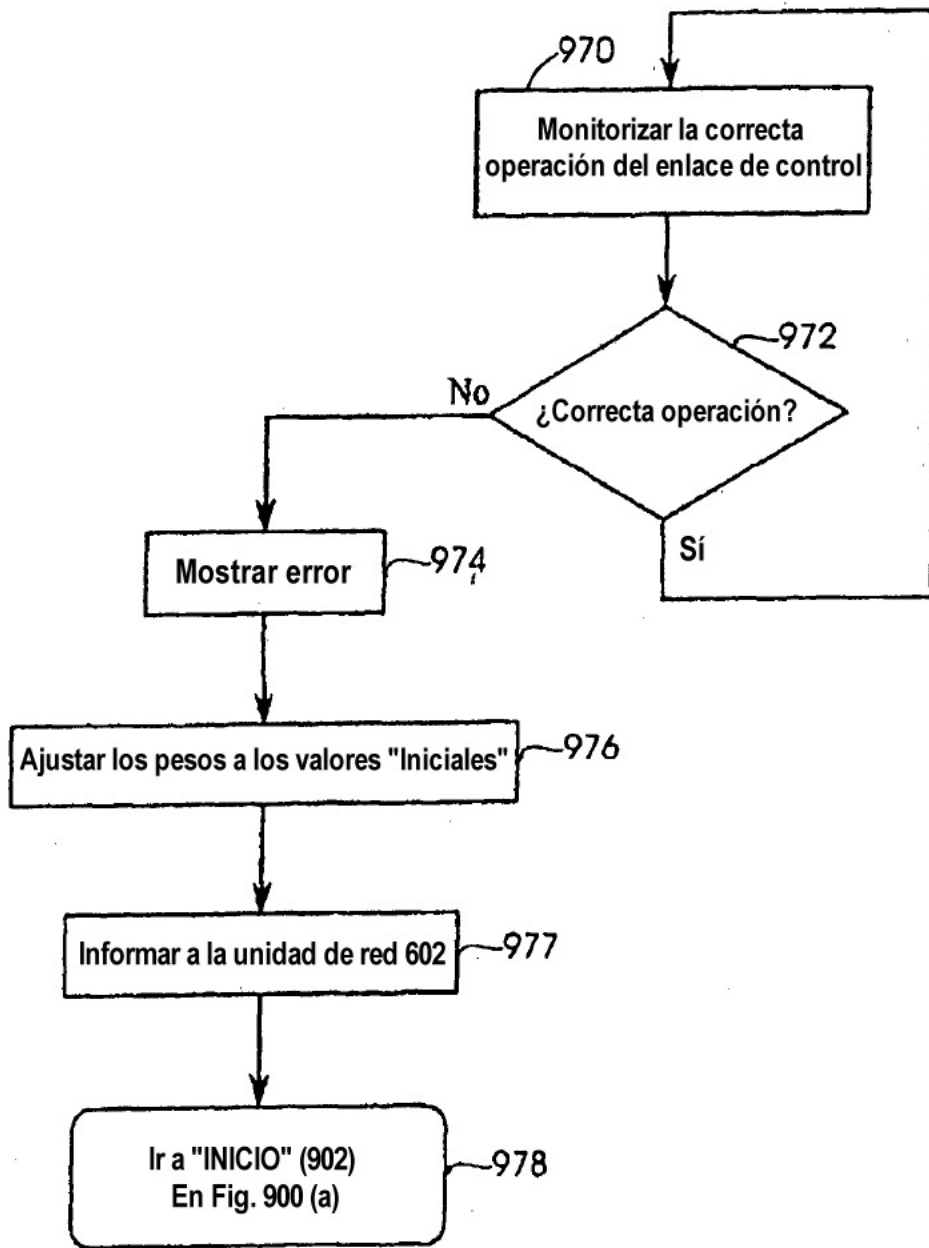 970
Monitorizar la correcta
operación del enlace de control
972
¿Correcta operación?
No
Sí
Mostrar error
974
Ajustar los pesos a los valores "Iniciales"
976
Informar a la unidad de red 602
977
Ir a "INICIO" (902)
En Fig. 900 (a)
978